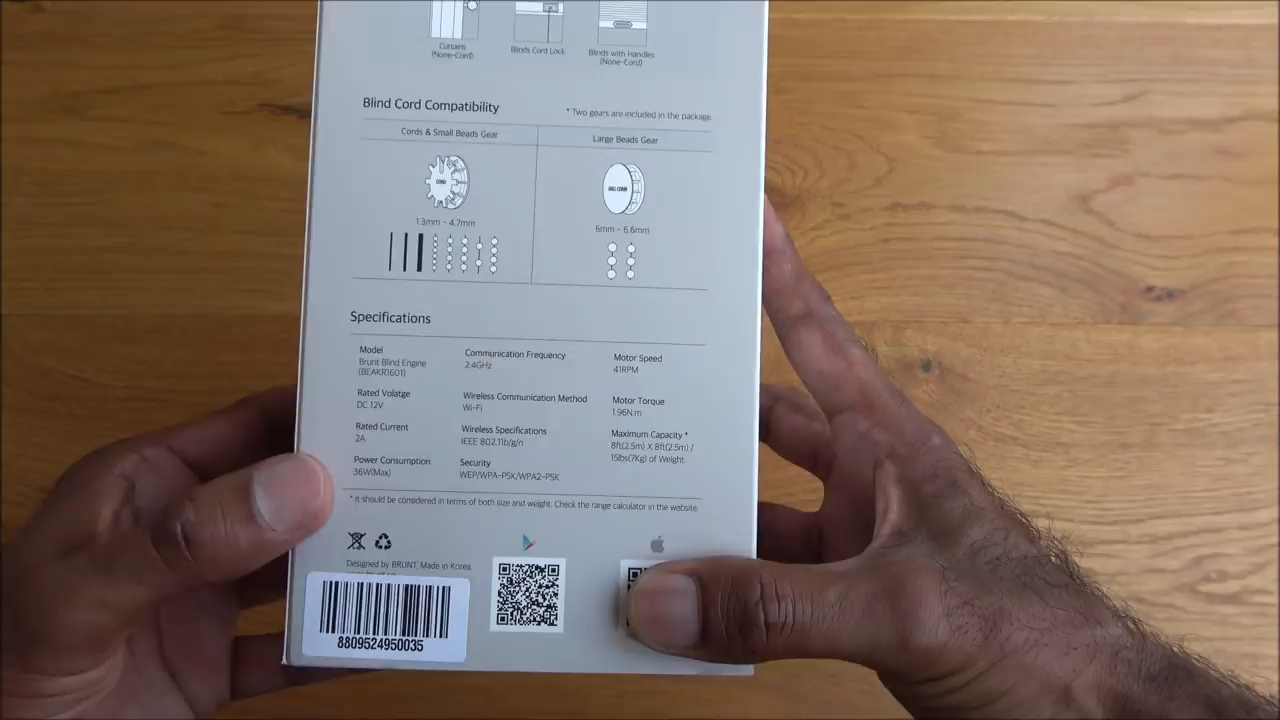 Curtains
(None-Cord)
Blinds Cord Lock
Blinds with Handles
(None-Cord)
Blind Cord Compatibility
* Two gears are included in the package.
Cords & Small Beads Gear
Large Beads Gear
CORD
BALL CHAIN
1.3mm - 4.7mm
6mm - 6.6mm
Specifications
Model
Brunt Blind Engine
(BEAKR1601)
Rated Volatge
DC 12V
Rated Current
2A
Power Consumption
36W(Max)
Communication Frequency
2.4GHz
Wireless Communication Method
Wi-Fi
Wireless Specifications
IEEE 802.11b/g/n
Security
WEP/WPA-PSK/WPA2-PSK
Motor Speed
41RPM
Motor Torque
1.96N.m
Maximum Capacity *
8ft(2.5m) X 8ft(2.5m) /
15lbs(7Kg) of Weight.
* It should be considered in terms of both size and weight. Check the range calculator in the website.
Designed by BRUNT. Made in Korea.
8809524950035